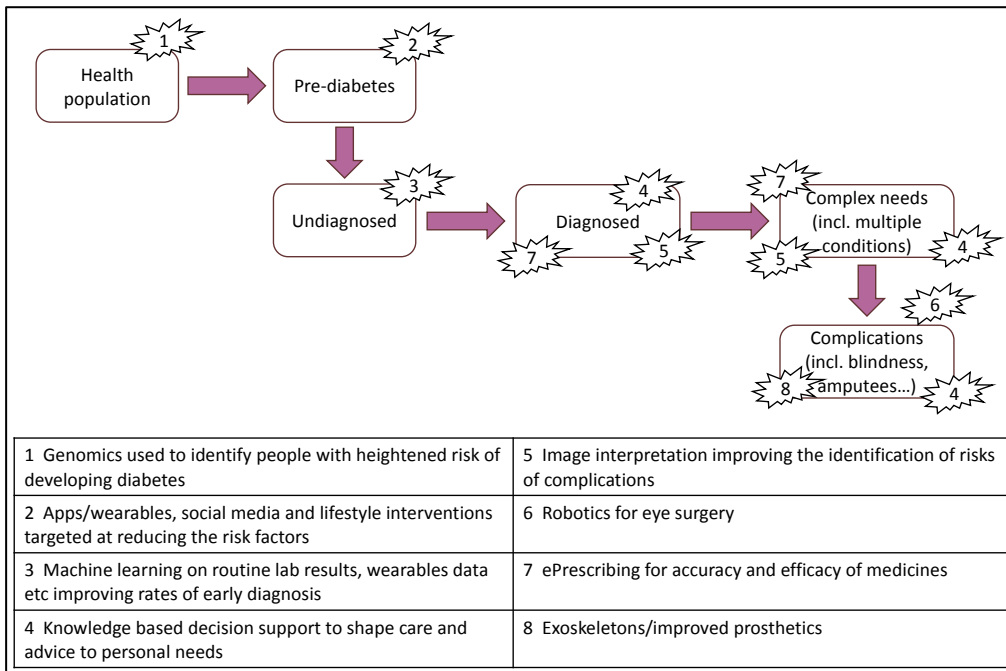 1
Health
population
2
Pre-diabetes
3
Undiagnosed
4
Diagnosed
7
5
7
Complex needs
(incl. multiple
conditions)
5
4
6
Complications
(incl. blindness,
amputees...)
8
4
1 Genomics used to identify people with heightened risk of
developing diabetes
5 Image interpretation improving the identification of risks
of complications
2 Apps/wearables, social media and lifestyle interventions
targeted at reducing the risk factors
6 Robotics for eye surgery
3 Machine learning on routine lab results, wearables data
etc improving rates of early diagnosis
7 ePrescribing for accuracy and efficacy of medicines
4 Knowledge based decision support to shape care and
advice to personal needs
8 Exoskeletons/improved prosthetics